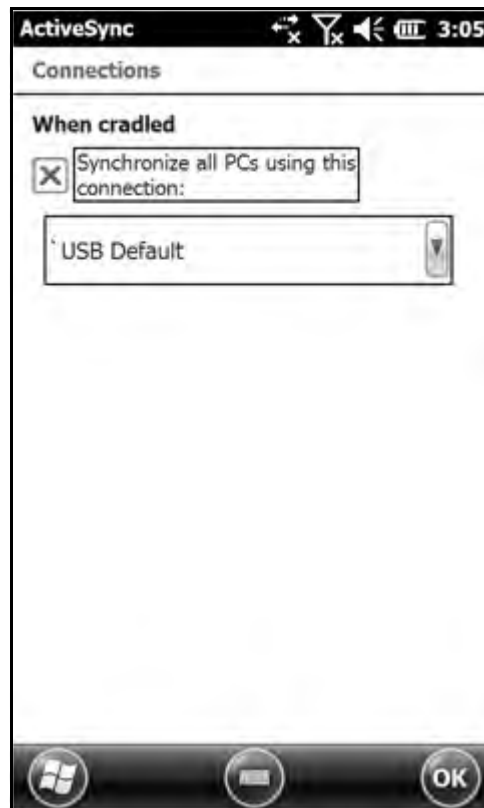 ActiveSync 3:05
Connections
When cradled
Synchronize all PCs using this
connection:
USB Default
OK